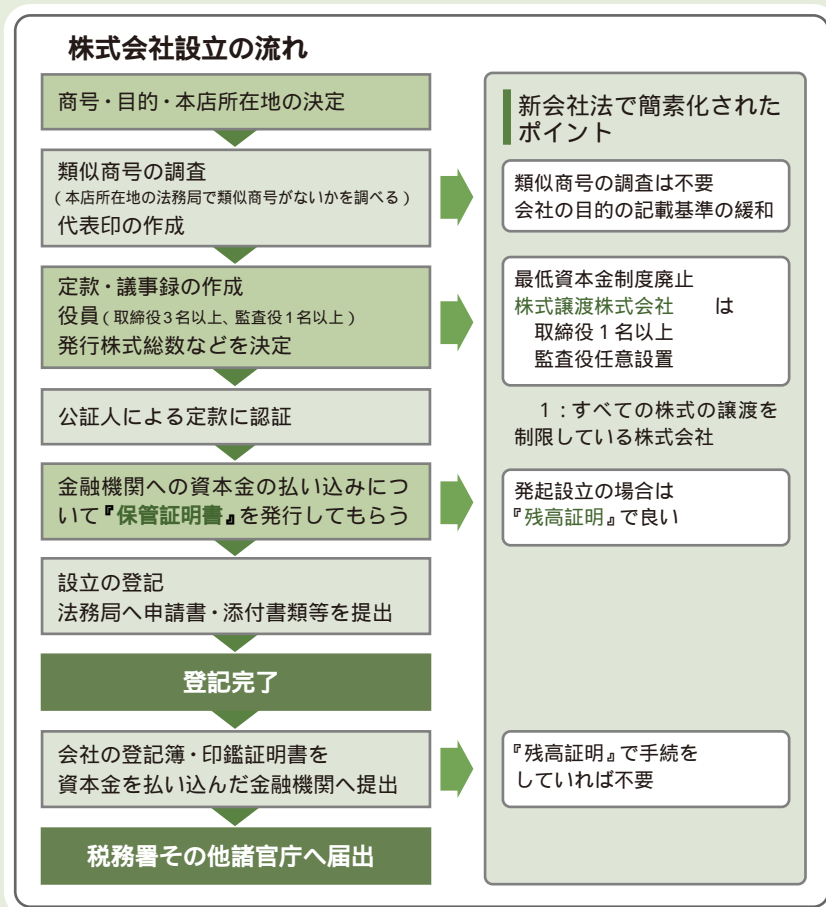 株式会社設立の流れ
商号・目的・本店所在地の決定
類似商号の調査
(本店所在地の法務局で類似商号がないかを調べる)
代表印の作成
定款・議事録の作成
役員(取締役3名以上、監査役1名以上)
発行株式総数などを決定
公証人による定款に認証
金融機関への資本金の払い込みにつ
いて『保管証明書』を発行してもらう
設立の登記
法務局へ申請書・添付書類等を提出
登記完了
会社の登記簿・印鑑証明書を
資本金を払い込んだ金融機関へ提出
税務署その他諸官庁へ届出
新会社法で簡素化された
ポイント
類似商号の調査は不要
会社の目的の記載基準の緩和
最低資本金制度廃止
株式譲渡株式会社 は
取締役1名以上
監査役任意設置
1:すべての株式の譲渡を
制限している株式会社
発起設立の場合は
『残高証明』で良い
『残高証明』で手続を
していれば不要